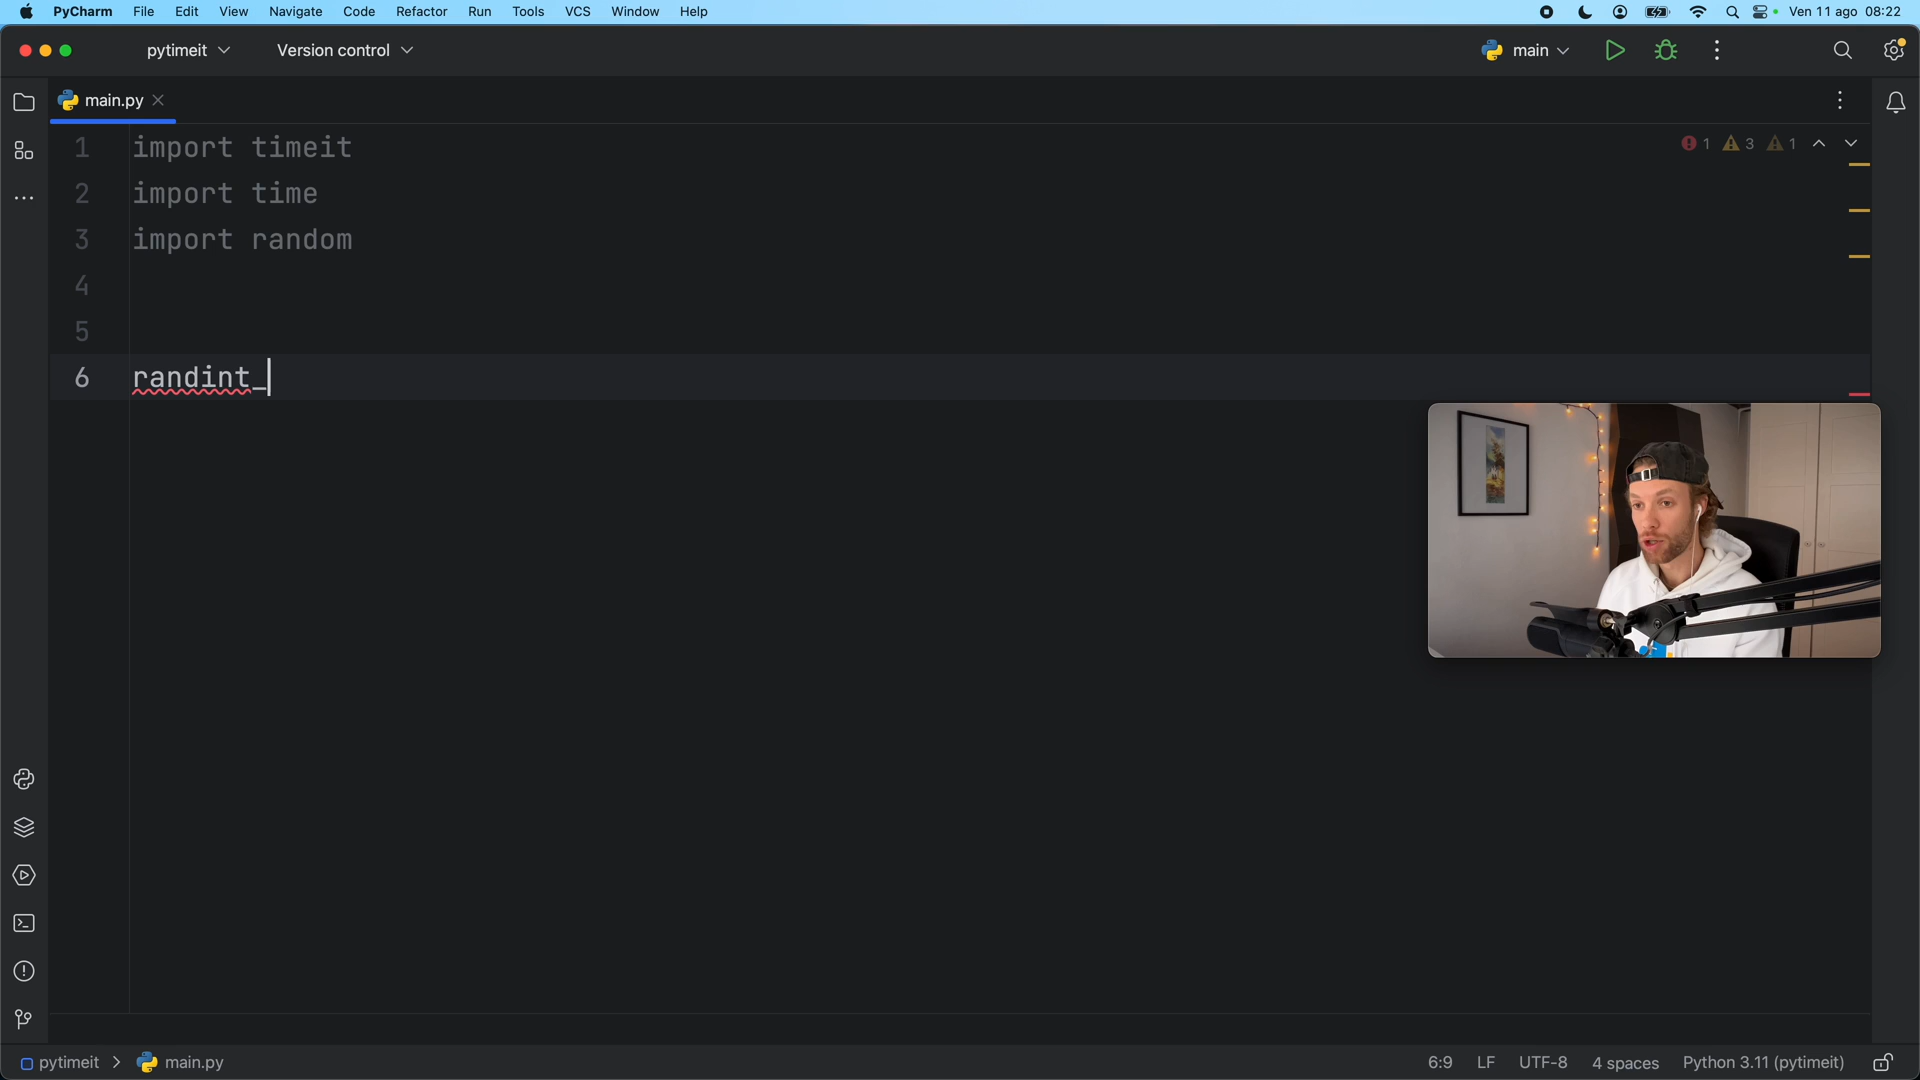 PyCharm File Edit View Navigate Code Refactor Run Tools VCS Window Help Ven 11 ago 08:22
pytimeit Version control main
main.py
1 import timeit
2 import time
3 import random
4
5
6 randint_
1 3 1
pytimeit main.py 6:9 LF UTF-8 4 spaces Python 3.11 (pytimeit)